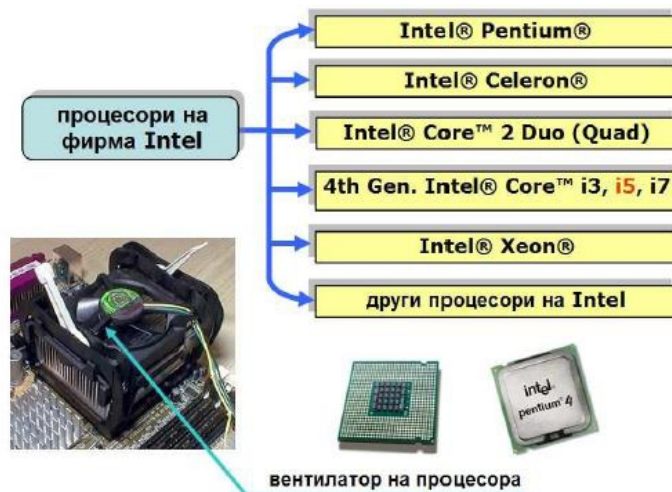 Intel® Pentium®
Intel® Celeron®
процесори на
фирма Intel
Intel® Core™ 2 Duo (Quad)
4th Gen. Intel® Core™ i3, i5, i7
Intel® Xeon®
други процесори на Intel
intel
pentium® 4
вентилатор на процесора